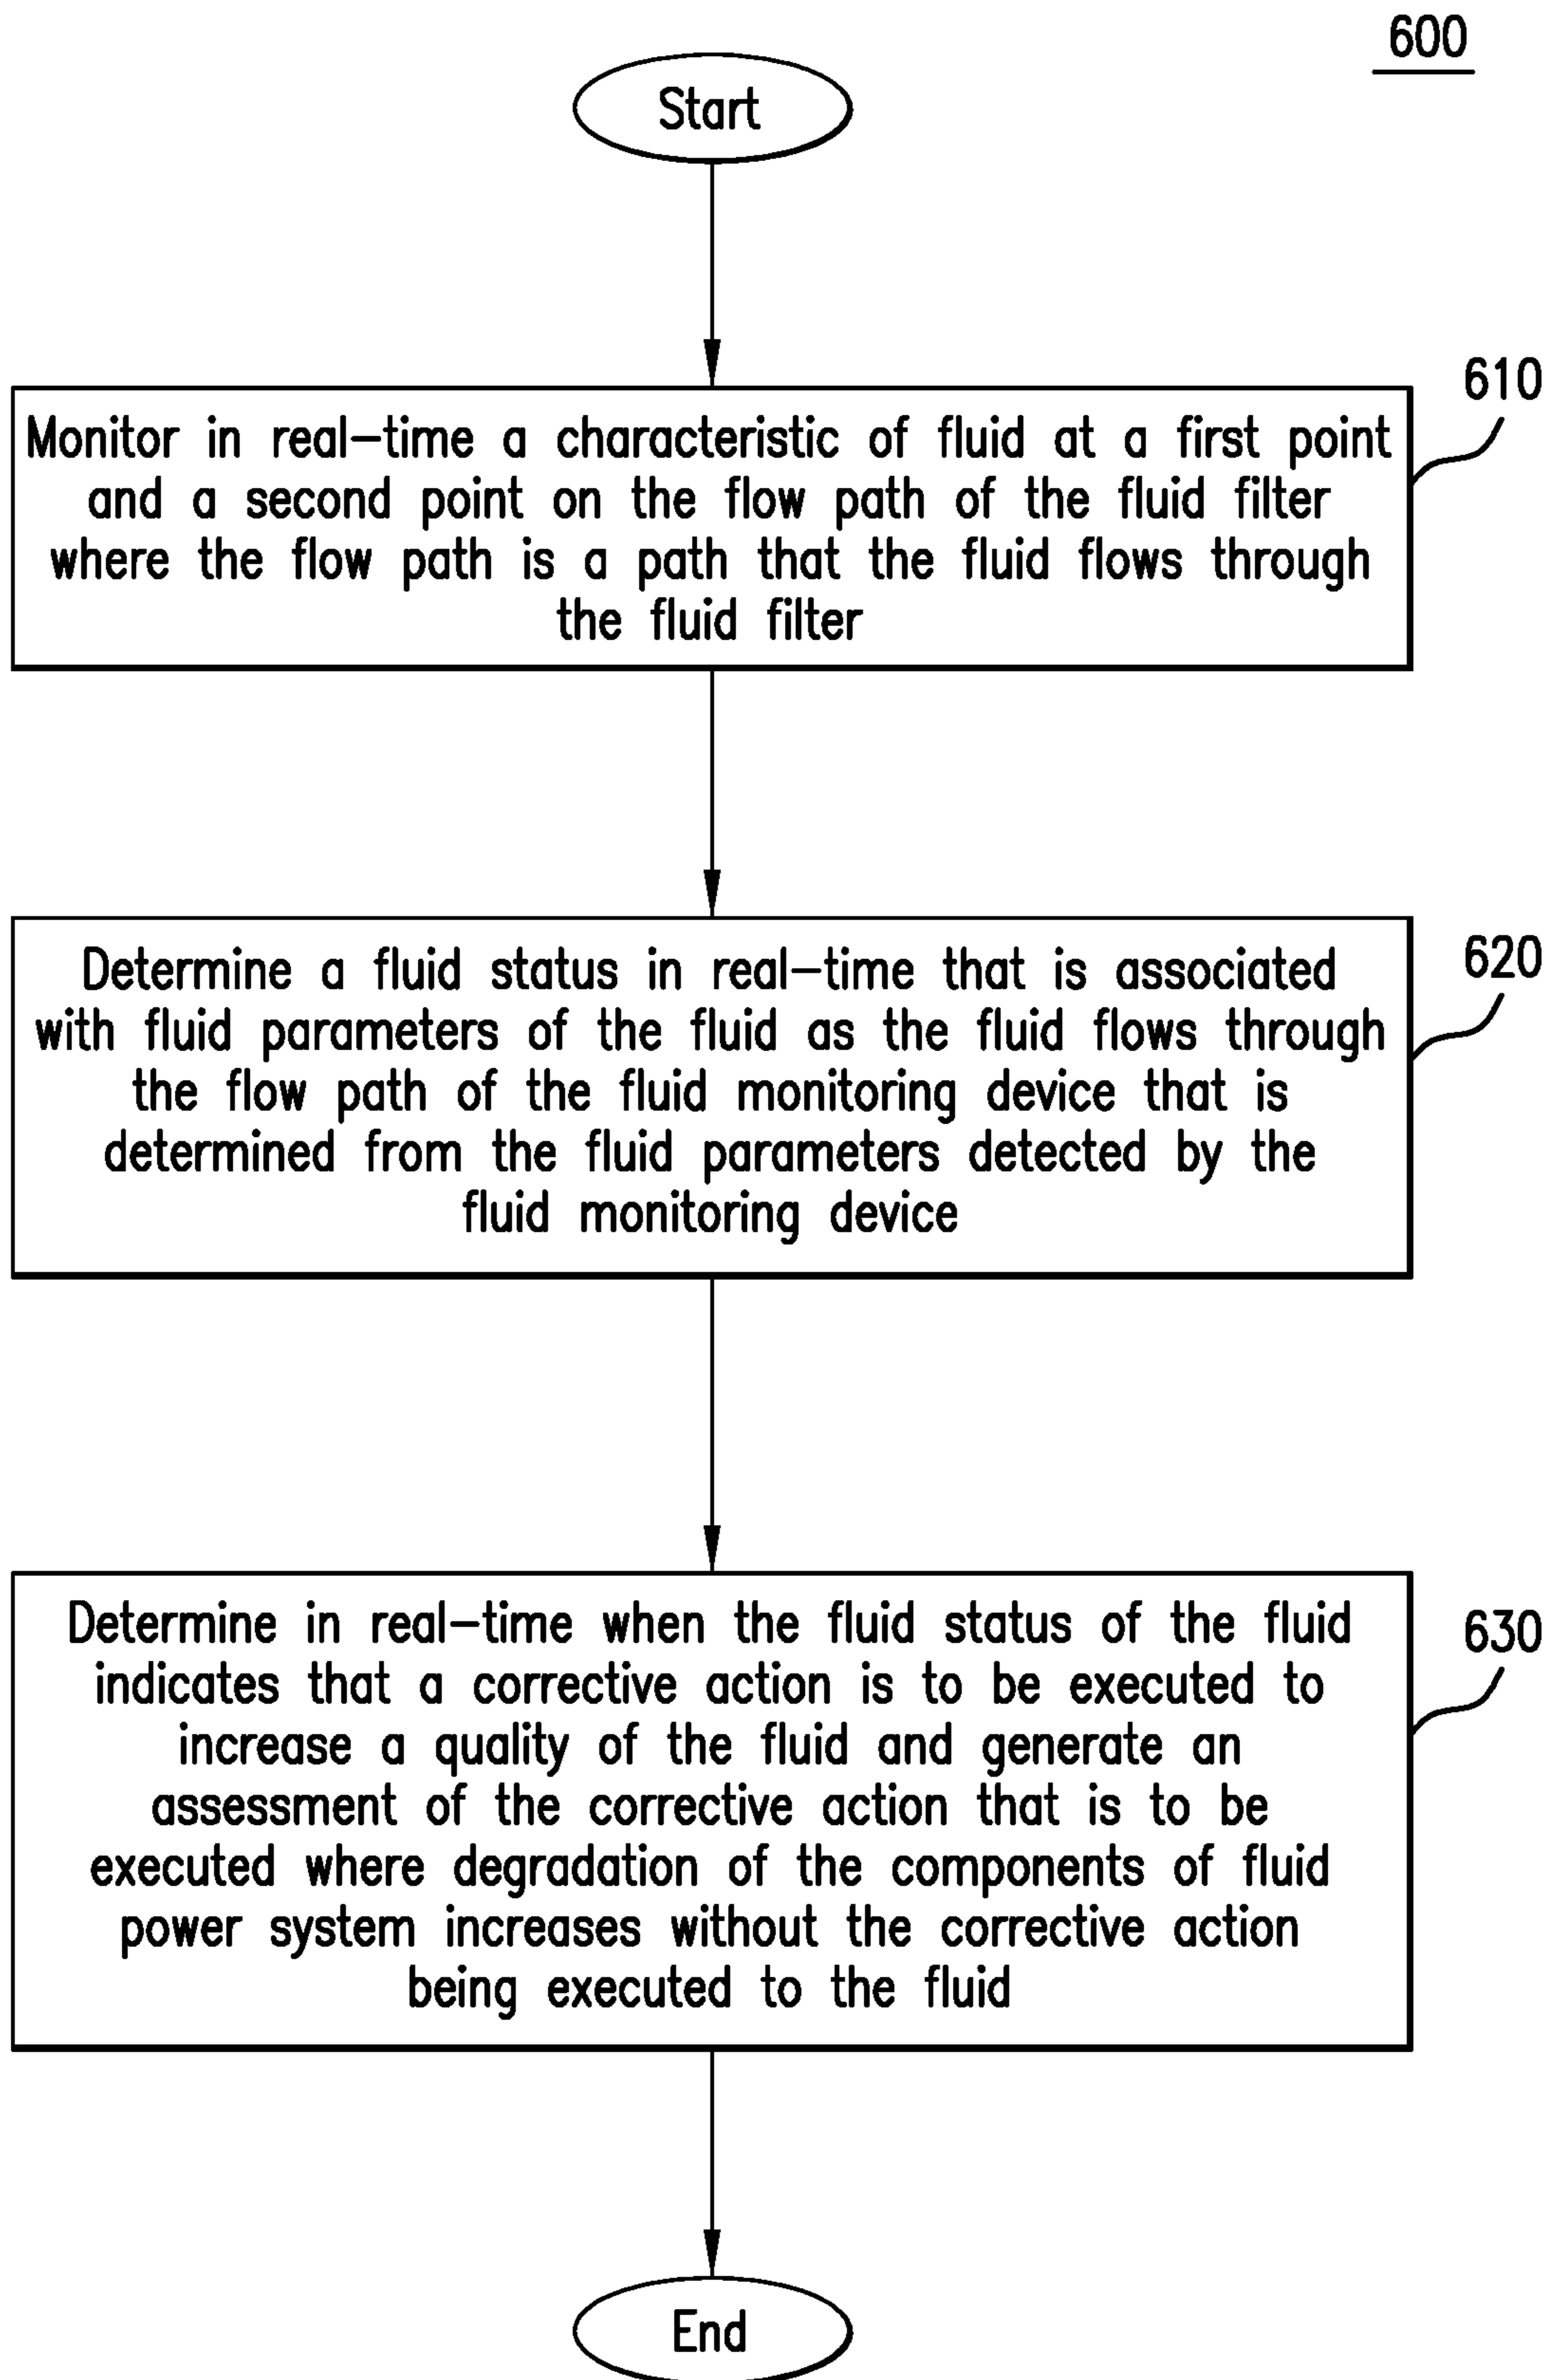 600
Start
610
Monitor in real-time a characteristic of fluid at a first point
and a second point on the flow path of the fluid filter
where the flow path is a path that the fluid flows through
the fluid filter
620
Determine a fluid status in real-time that is associated
with fluid parameters of the fluid as the fluid flows through
the flow path of the fluid monitoring device that is
determined from the fluid parameters detected by the
fluid monitoring device
630
Determine in real-time when the fluid status of the fluid
indicates that a corrective action is to be executed to
increase a quality of the fluid and generate an
assessment of the corrective action that is to be
executed where degradation of the components of fluid
power system increases without the corrective action
being executed to the fluid
End